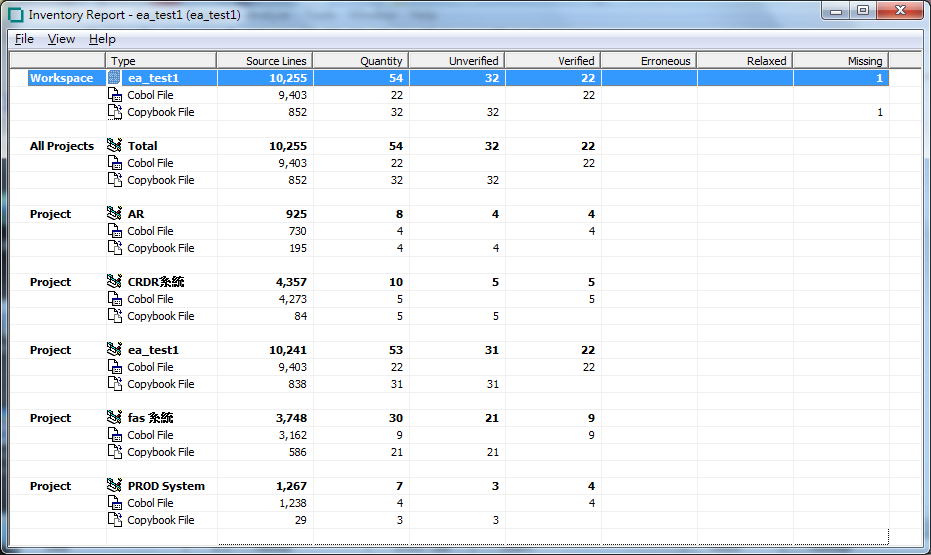 Inventory Report - ea_test1 (ea_test1)
File View Help
Type Source Lines Quantity Unverified Verified Erroneous Relaxed Missing
Workspace ea_test1 10,255 54 32 22 1
Cobol File 9,403 22 22
Copybook File 852 32 32 1
All Projects Total 10,255 54 32 22
Cobol File 9,403 22 22
Copybook File 852 32 32
Project AR 925 8 4 4
Cobol File 730 4 4
Copybook File 195 4 4
Project CRDR系統 4,357 10 5 5
Cobol File 4,273 5 5
Copybook File 84 5 5
Project ea_test1 10,241 53 31 22
Cobol File 9,403 22 22
Copybook File 838 31 31
Project fas 系統 3,748 30 21 9
Cobol File 3,162 9 9
Copybook File 586 21 21
Project PROD System 1,267 7 3 4
Cobol File 1,238 4 4
Copybook File 29 3 3